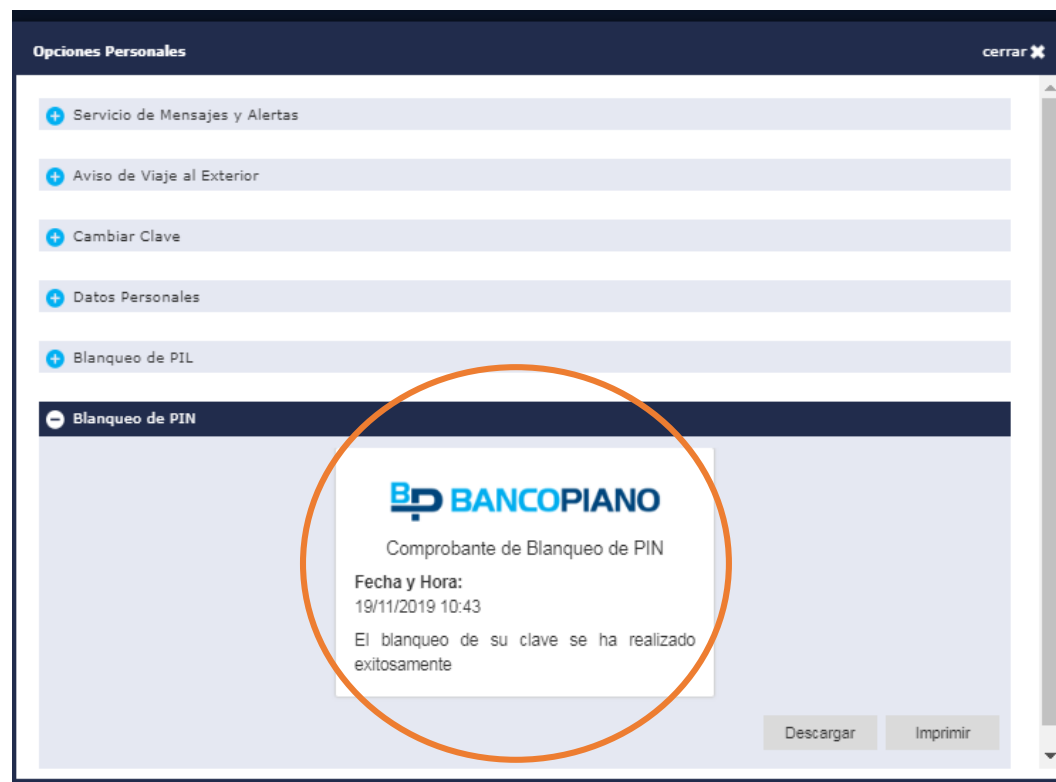 Opciones Personales
cerrar
Servicio de Mensajes y Alertas
Aviso de Viaje al Exterior
Cambiar Clave
Datos Personales
Blanqueo de PIL
Blanqueo de PIN
BP BANCOPIANO
Comprobante de Blanqueo de PIN
Fecha y Hora:
19/11/2019 10:43
El blanqueo de su clave se ha realizado
exitosamente
Descargar
Imprimir